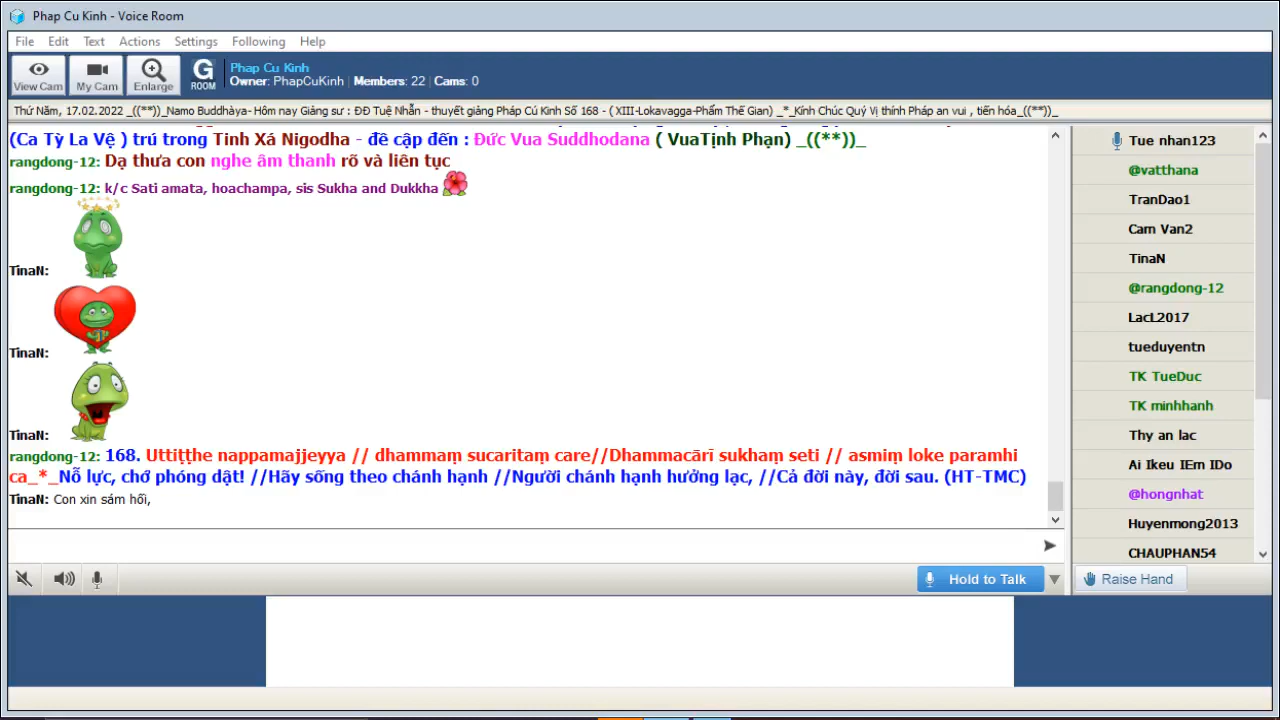 Phap Cu Kinh - Voice Room
File Edit Text Actions Settings Following Help
View Cam My Cam Enlarge G ROOM Phap Cu Kinh
Owner: PhapCuKinh Members: 22 Cams: 0
Thứ Năm, 17.02.2022 _((**))_Namo Buddhàya- Hôm nay Giảng sư : ĐĐ Tuệ Nhẫn - thuyết giảng Pháp Cú Kinh Số 168 - ( XIII-Lokavagga-Phẩm Thế Gian) _*_Kính Chúc Quý Vị thính Pháp an vui , tiến hóa_((**))_
(Ca Tỳ La Vệ ) trú trong Tinh Xá Nigodha - đề cập đến : Đức Vua Suddhodana ( VuaTịnh Phạn) _((**))_
rangdong-12: Dạ thưa con nghe âm thanh rõ và liên tục
rangdong-12: k/c Sati amata, hoachampa, sis Sukha and Dukkha
TinaN:
TinaN:
TinaN:
rangdong-12: 168. Uttiṭṭhe nappamajjeyya // dhammaṃ sucaritaṃ care//Dhammacārī sukhaṃ seti // asmiṃ loke paramhi
ca_*_Nỗ lực, chớ phóng dật! //Hãy sống theo chánh hạnh //Người chánh hạnh hưởng lạc, //Cả đời này, đời sau. (HT-TMC)
TinaN: Con xin sám hối,
Tue nhan123
@vatthana
TranDao1
Cam Van2
TinaN
@rangdong-12
LacL2017
tueduyentn
TK TueDuc
TK minhhanh
Thy an lac
Ai Ikeu IEm IDo
@hongnhat
Huyenmong2013
CHAUPHAN54
Hold to Talk
Raise Hand